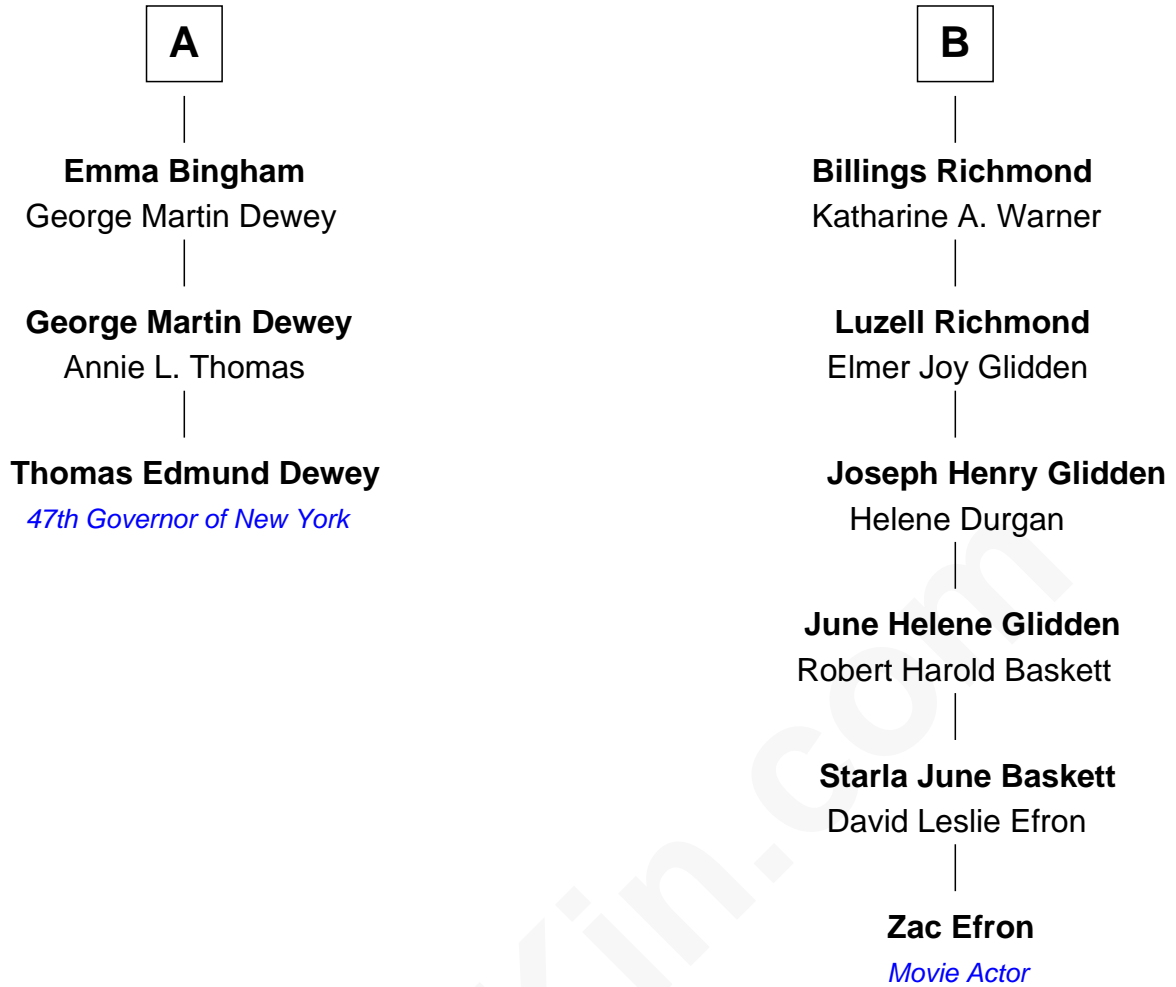 A
Emma Bingham
George Martin Dewey
George Martin Dewey
Annie L. Thomas
Thomas Edmund Dewey
47th Governor of New York
B
Billings Richmond
Katharine A. Warner
Luzell Richmond
Elmer Joy Glidden
Joseph Henry Glidden
Helene Durgan
June Helene Glidden
Robert Harold Baskett
Starla June Baskett
David Leslie Efron
Zac Efron
Movie Actor
Kin.com